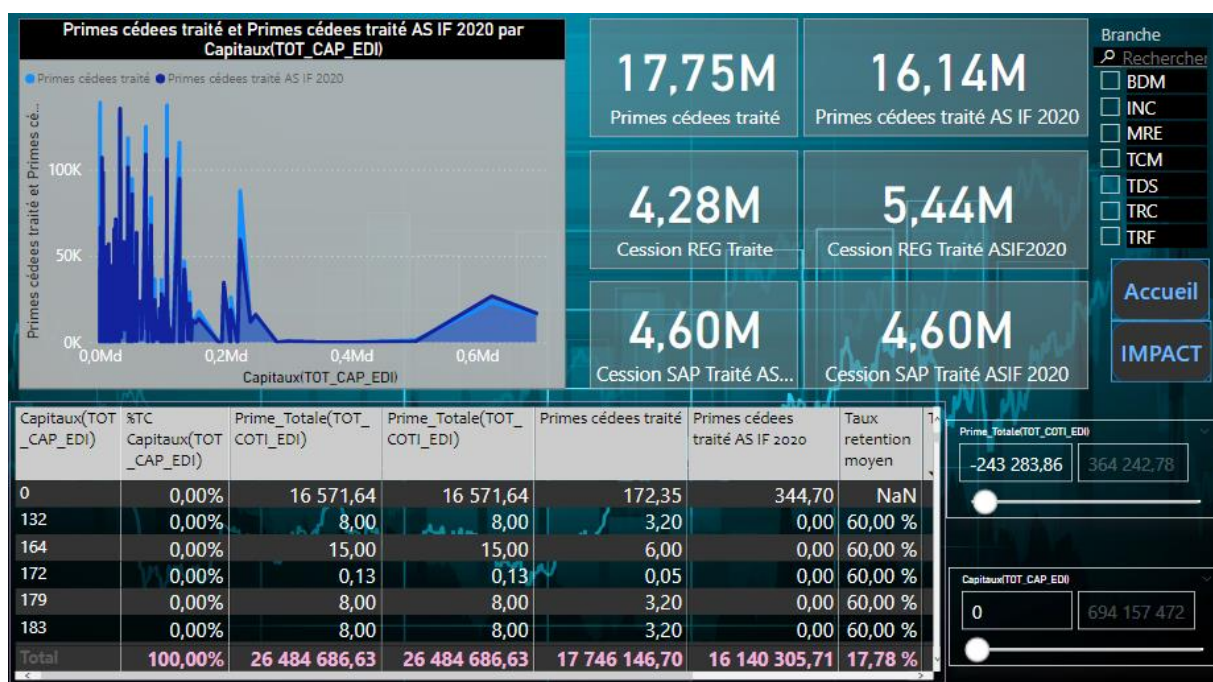 Primes cédees traité et Primes cédees traité AS IF 2020 par
Capitaux(TOT_CAP_EDI)
Primes cédees traité Primes cédees traité AS IF 2020
Primes cédees traité et Primes cé...
100K
50K
0K
0,0Md 0,2Md 0,4Md 0,6Md
Capitaux(TOT_CAP_EDI)
17,75M
Primes cédees traité
16,14M
Primes cédees traité AS IF 2020
4,28M
Cession REG Traite
5,44M
Cession REG Traité ASIF2020
4,60M
Cession SAP Traité AS...
4,60M
Cession SAP Traité ASIF 2020
Branche
Rechercher
BDM
INC
MRE
TCM
TDS
TRC
TRF
Accueil
IMPACT
Capitaux(TOT
_CAP_EDI)
%TC
Capitaux(TOT
_CAP_EDI)
Prime_Totale(TOT_
COTI_EDI)
Prime_Totale(TOT_
COTI_EDI)
Primes cédees traité
Primes cédees
traité AS IF 2020
Taux
retention
moyen
0 0,00% 16 571,64 16 571,64 172,35 344,70 NaN
132 0,00% 8,00 8,00 3,20 0,00 60,00 %
164 0,00% 15,00 15,00 6,00 0,00 60,00 %
172 0,00% 0,13 0,13 0,05 0,00 60,00 %
179 0,00% 8,00 8,00 3,20 0,00 60,00 %
183 0,00% 8,00 8,00 3,20 0,00 60,00 %
Total 100,00% 26 484 686,63 26 484 686,63 17 746 146,70 16 140 305,71 17,78 %
Prime_Totale(TOT_COTI_EDI)
-243 283,86 364 242,78
Capitaux(TOT_CAP_EDI)
0 694 157 472